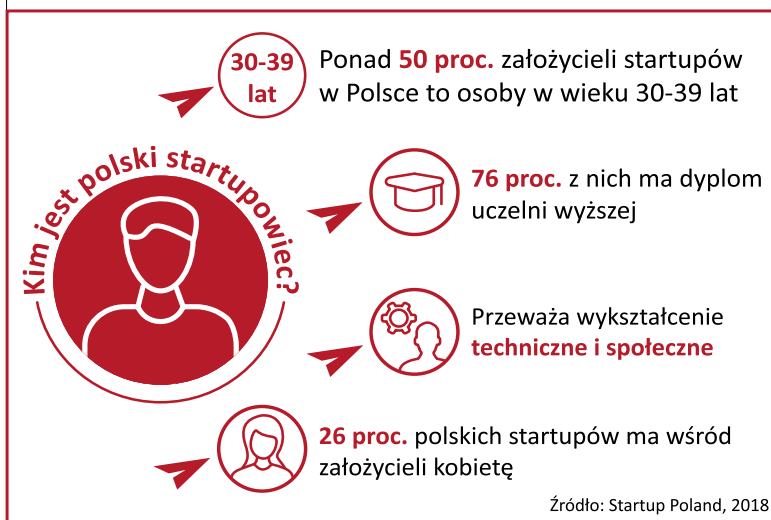 Kim jest polski startupowiec?
30-39
lat
Ponad 50 proc. założycieli startupów
w Polsce to osoby w wieku 30-39 lat
76 proc. z nich ma dyplom
uczelni wyższej
Przeważa wykształcenie
techniczne i społeczne
26 proc. polskich startupów ma wśród
założycieli kobietę
Źródło: Startup Poland, 2018